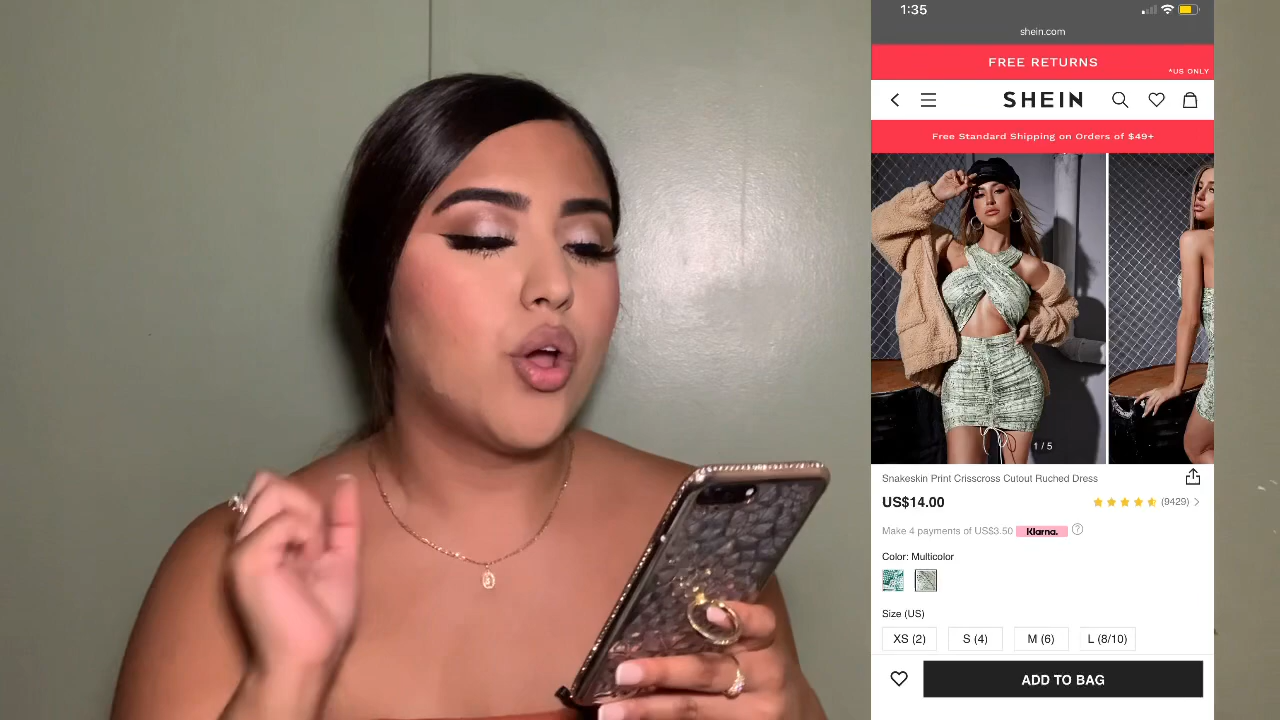 1:35
shein.com
FREE RETURNS
*US ONLY
SHEIN
Free Standard Shipping on Orders of $49+
1 / 5
Snakeskin Print Crisscross Cutout Ruched Dress
US$14.00
(9429)
Make 4 payments of US$3.50 Klarna.
Color: Multicolor
Size (US)
XS (2) S (4) M (6) L (8/10)
ADD TO BAG